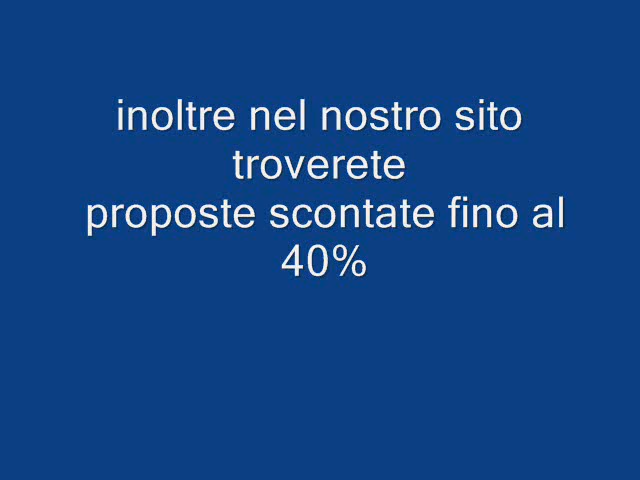 inoltre nel nostro sito
troverete
proposte scontate fino al
40%